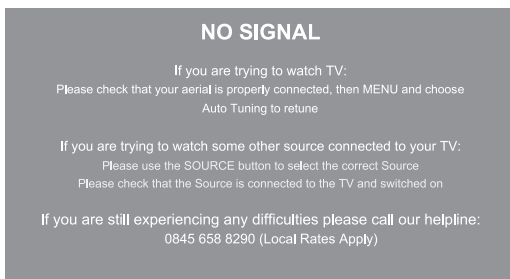 NO SIGNAL
If you are trying to watch TV:
Please check that your aerial is properly connected, then MENU and choose
Auto Tuning to retune
If you are trying to watch some other source connected to your TV:
Please use the SOURCE button to select the correct Source
Please check that the Source is connected to the TV and switched on
If you are still experiencing any difficulties please call our helpline:
0845 658 8290 (Local Rates Apply)